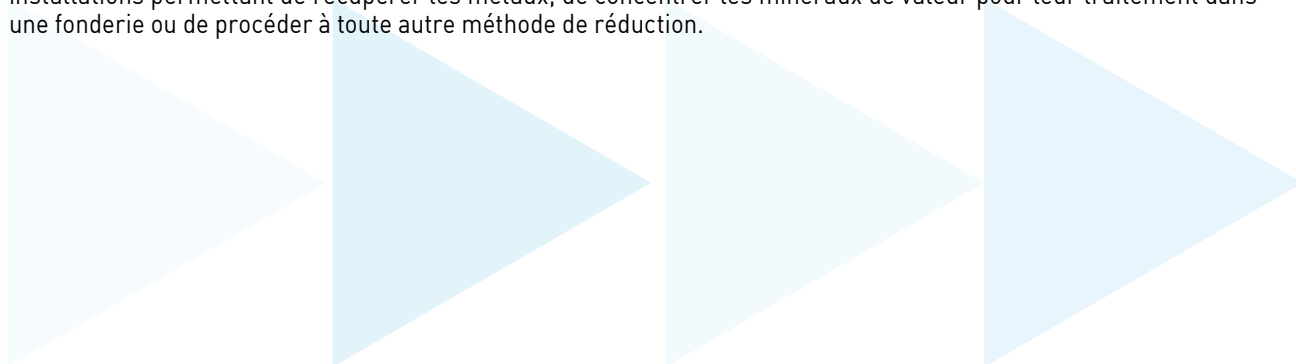 installations permettant de récupérer les métaux, de concentrer les minéraux de valeur pour leur traitement dans
une fonderie ou de procéder à toute autre méthode de réduction.